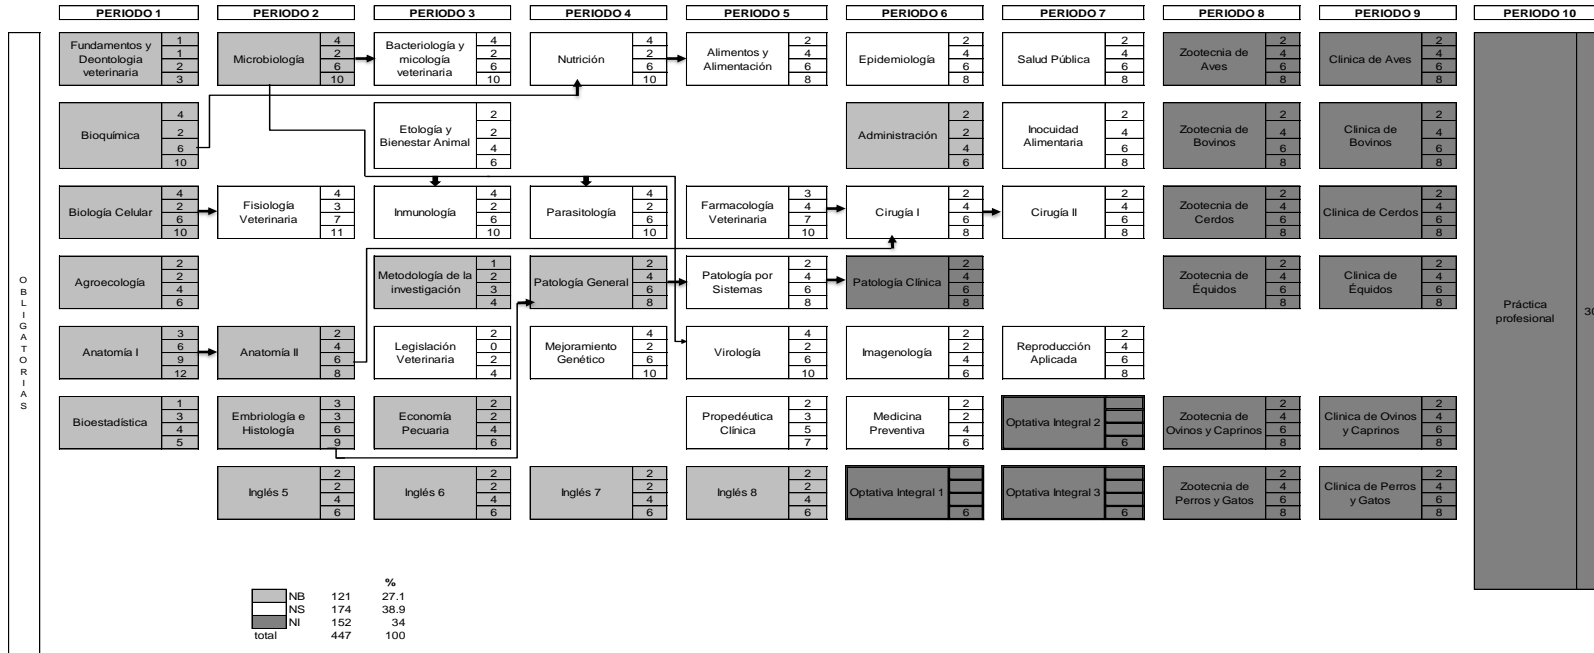 PERIODO 1 PERIODO 2 PERIODO 3 PERIODO 4 PERIODO 5 PERIODO 6 PERIODO 7 PERIODO 8 PERIODO 9 PERIODO 10
OBLIGATORIAS
Fundamentos y
Deontologia
veterinaria
1
1
2
3
Microbiología
4
2
6
10
Bacteriología y
micología
veterinaria
4
2
6
10
Nutrición
4
2
6
10
Alimentos y
Alimentación
2
4
6
8
Epidemiología
2
4
6
8
Salud Pública
2
4
6
8
Zootecnia de
Aves
2
4
6
8
Clinica de Aves
2
4
6
8
Bioquímica
4
2
6
10
Etología y
Bienestar Animal
2
2
4
6
Administración
2
2
4
6
Inocuidad
Alimentaria
2
4
6
8
Zootecnia de
Bovinos
2
4
6
8
Clinica de
Bovinos
2
4
6
8
Biología Celular
4
2
6
10
Fisiología
Veterinaria
4
3
7
11
Inmunología
4
2
6
10
Parasitología
4
2
6
10
Farmacología
Veterinaria
3
4
7
10
Cirugía I
2
4
6
8
Cirugía II
2
4
6
8
Zootecnia de
Cerdos
2
4
6
8
Clinica de Cerdos
2
4
6
8
Agroecología
2
2
4
6
Metodología de la
investigación
1
2
3
4
Patología General
2
4
6
8
Patología por
Sistemas
2
4
6
8
Patología Clínica
2
4
6
8
Zootecnia de
Équidos
2
4
6
8
Clinica de
Équidos
2
4
6
8
Anatomía I
3
6
9
12
Anatomía II
2
4
6
8
Legislación
Veterinaria
2
0
2
4
Mejoramiento
Genético
4
2
6
10
Virología
4
2
6
10
Imagenología
2
2
4
6
Reproducción
Aplicada
2
4
6
8
Bioestadística
1
3
4
5
Embriología e
Histología
3
3
6
9
Economía
Pecuaria
2
2
4
6
Propedéutica
Clínica
2
3
5
7
Medicina
Preventiva
2
2
4
6
Optativa Integral 2
6
Zootecnia de
Ovinos y Caprinos
2
4
6
8
Clinica de Ovinos
y Caprinos
2
4
6
8
Inglés 5
2
2
4
6
Inglés 6
2
2
4
6
Inglés 7
2
2
4
6
Inglés 8
2
2
4
6
Optativa Integral 1
6
Optativa Integral 3
6
Zootecnia de
Perros y Gatos
2
4
6
8
Clinica de Perros
y Gatos
2
4
6
8
Práctica
profesional
30
%
NB 121 27.1
NS 174 38.9
NI 152 34
total 447 100